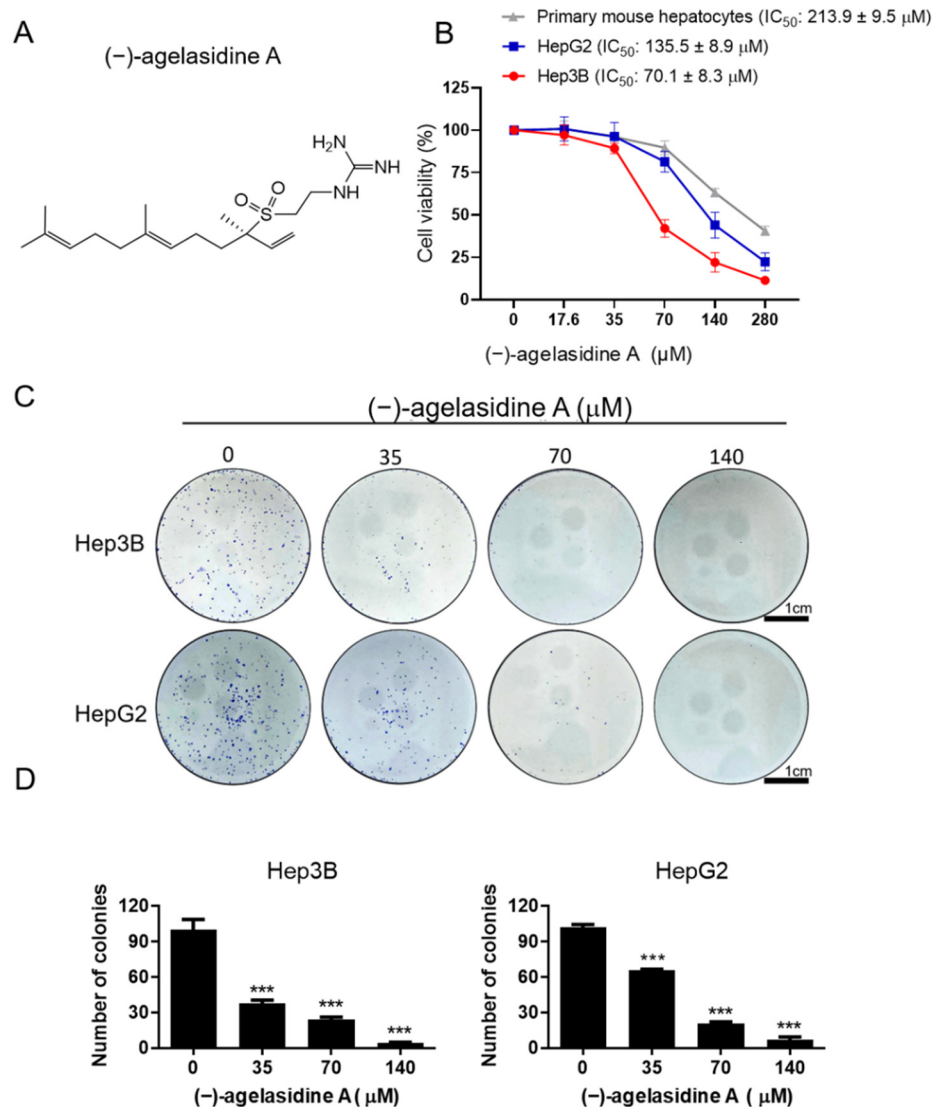 A
(−)-agelasidine A
H₂N
NH
NH
O
O
S
B
Primary mouse hepatocytes (IC₅₀: 213.9 ± 9.5 μM)
HepG2 (IC₅₀: 135.5 ± 8.9 μM)
Hep3B (IC₅₀: 70.1 ± 8.3 μM)
Cell viability (%)
125
100
75
50
25
0
0 17.6 35 70 140 280
(−)-agelasidine A (μM)
C
(−)-agelasidine A (μM)
0 35 70 140
Hep3B
1cm
HepG2
1cm
D
Hep3B
Number of colonies
120
90
60
30
0
***
***
***
0 35 70 140
(−)-agelasidine A ( μM)
HepG2
Number of colonies
120
90
60
30
0
***
***
***
0 35 70 140
(−)-agelasidine A ( μM)